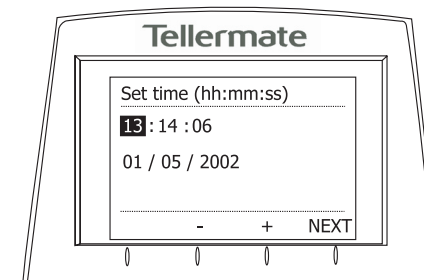 Tellermate
Set time (hh:mm:ss)
13 : 14 : 06
01 / 05 / 2002
- + NEXT